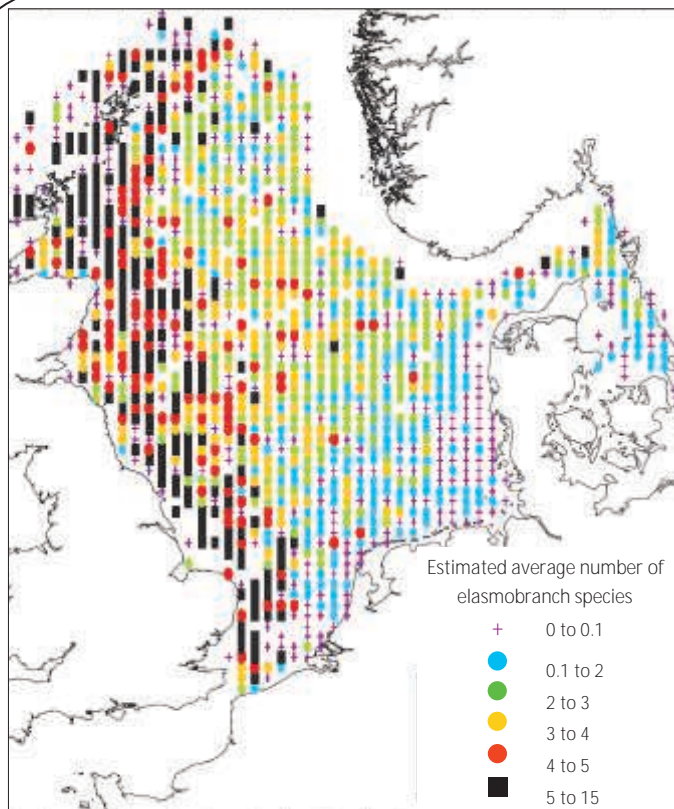 Estimated average number of
elasmobranch species
0 to 0.1
0.1 to 2
2 to 3
3 to 4
4 to 5
5 to 15